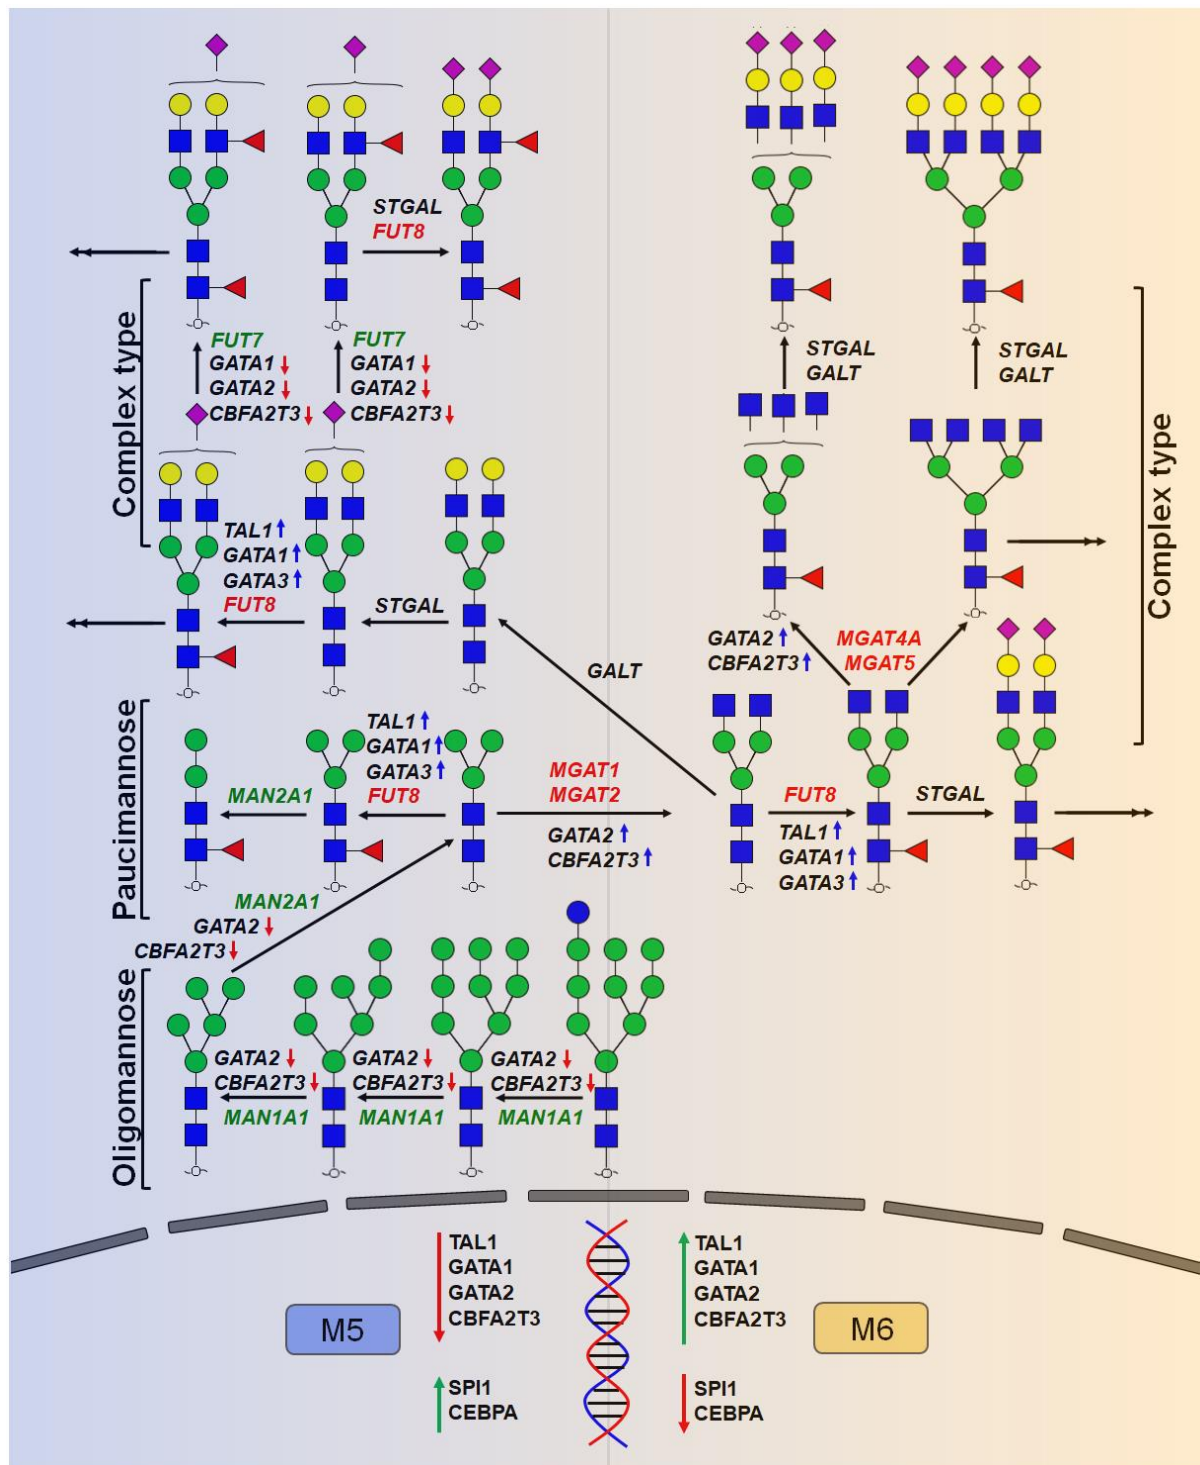 STGAL
FUT8
Complex type
FUT7
GATA1
GATA2
CBFA2T3
FUT7
GATA1
GATA2
CBFA2T3
STGAL
GALT
STGAL
GALT
Complex type
TAL1
GATA1
GATA3
FUT8
STGAL
GALT
GATA2
CBFA2T3
MGAT4A
MGAT5
Paucimannose
MAN2A1
TAL1
GATA1
GATA3
FUT8
MGAT1
MGAT2
GATA2
CBFA2T3
FUT8
TAL1
GATA1
GATA3
STGAL
MAN2A1
GATA2
CBFA2T3
Oligomannose
GATA2
CBFA2T3
MAN1A1
GATA2
CBFA2T3
MAN1A1
GATA2
CBFA2T3
MAN1A1
M5
TAL1
GATA1
GATA2
CBFA2T3
SPI1
CEBPA
TAL1
GATA1
GATA2
CBFA2T3
SPI1
CEBPA
M6